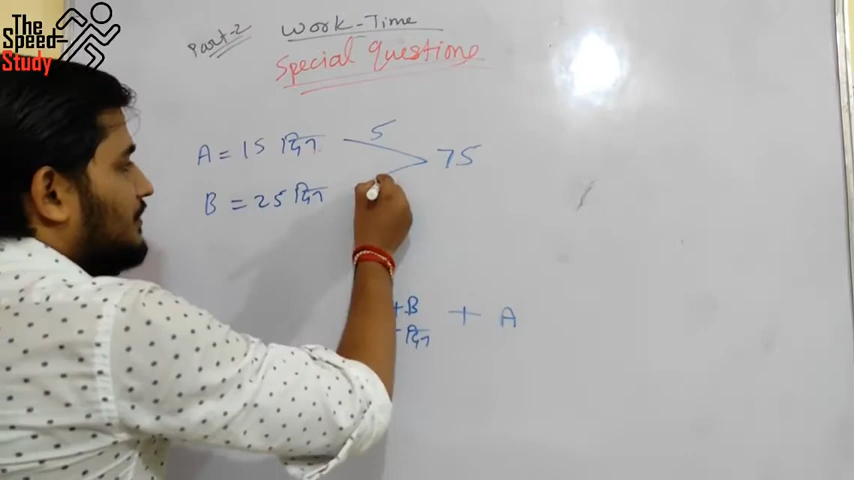 The
Speed-
Study
Part-2 Work-Time
Special Questions
A = 15 दिन 5 75
B = 25 दिन
+B + A
दिन